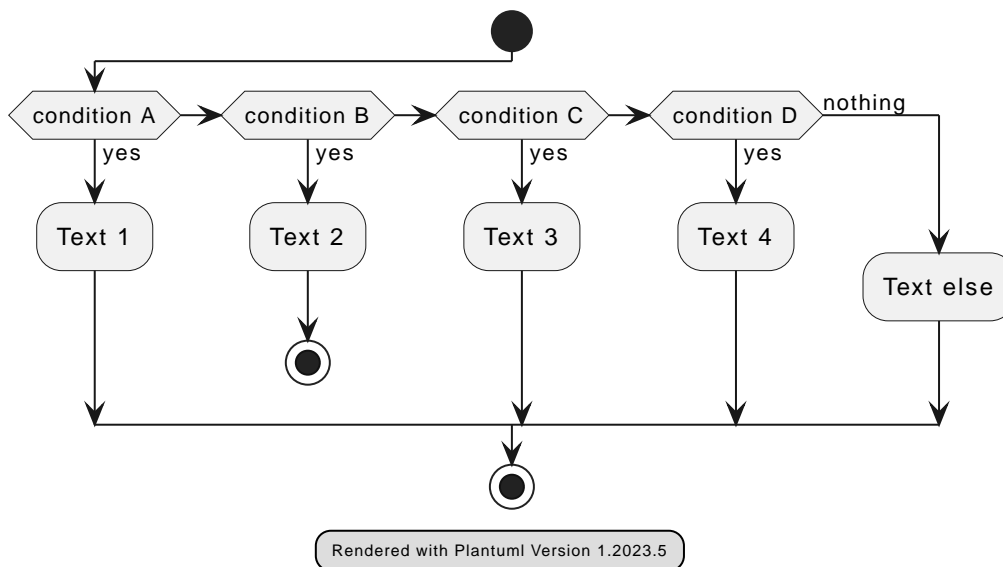 condition A
condition B
condition C
condition D
nothing
yes
yes
yes
yes
Text 1
Text 2
Text 3
Text 4
Text else
Rendered with Plantuml Version 1.2023.5